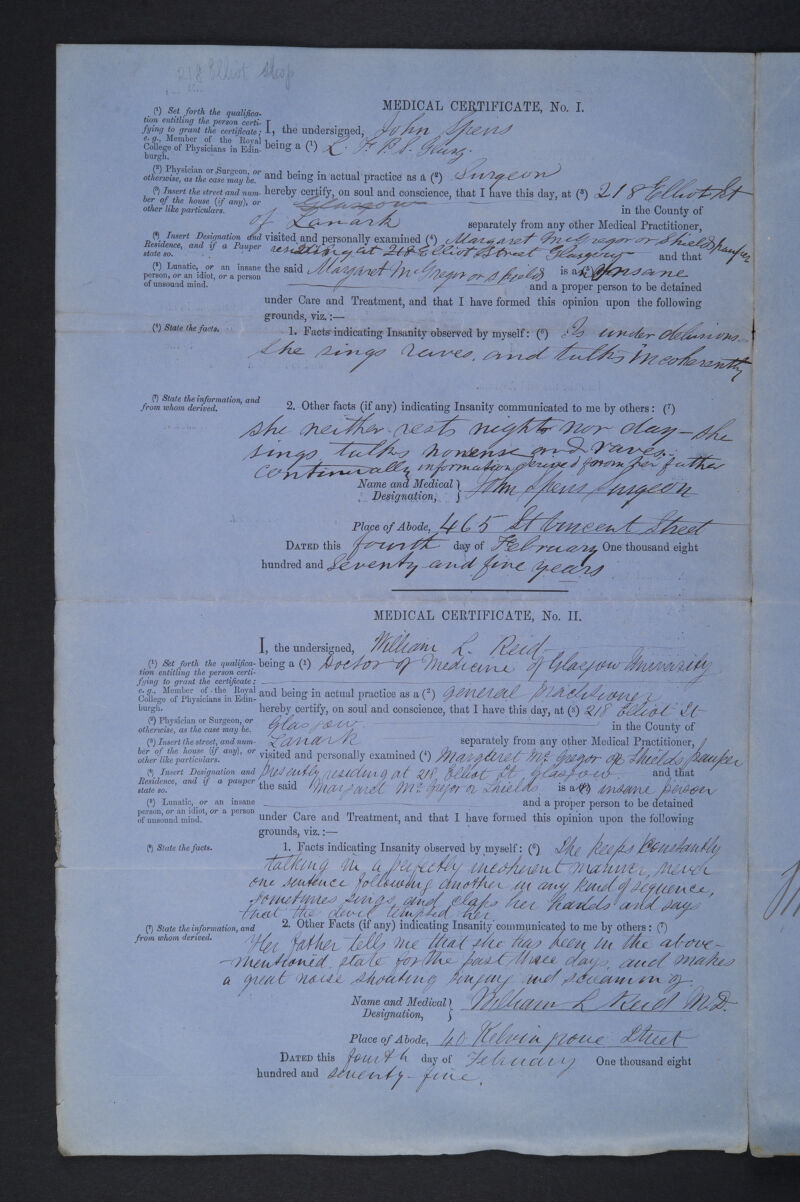 218 Elliot Shop
MEDICAL CERTIFICATE, No. I.
(¹) Set forth the qualifica-
tion entitling the person certi-
fying to grant the certificate;
e. g., Member of the Royal
College of Physicians in Edin-
burgh.
I, the undersigned, John Spens
being a (¹) L. F. P. S. Glasg.
(²) Physician or Surgeon, or
otherwise, as the case may be.
and being in actual practice as a (²) Surgeon
(³) Insert the street and num-
ber of the house (if any), or
other like particulars.
hereby certify, on soul and conscience, that I have this day, at (³) 218 Elliot St
Glasgow in the County of
of Lanark separately from any other Medical Practitioner,
(⁴) Insert Designation and
Residence, and if a Pauper
state so.
visited and personally examined (⁴) Margaret McGregor or Shields pauper
residing at 218 Elliot Street Glasgow and that
(⁵) Lunatic, or an insane
person, or an idiot, or a person
of unsound mind.
the said Margaret McGregor or Shields is a (⁵) Insane
and a proper person to be detained
under Care and Treatment, and that I have formed this opinion upon the following
grounds, viz. :—
(⁶) State the facts.
1. Facts indicating Insanity observed by myself: (⁶) Is under delusions.
She sings raves. and talks incoherently
(⁷) State the information, and
from whom derived.
2. Other facts (if any) indicating Insanity communicated to me by others: (⁷)
She neither rests night nor day – she
sings talks nonense and raves.
continually information derived from her father
Name and Medical
Designation,
John Spens Surgeon
Place of Abode, 465 St Vincent Street
DATED this fourth day of February One thousand eight
hundred and seventy and five years
MEDICAL CERTIFICATE, No. II.
I, the undersigned, William L. Reid
(¹) Set forth the qualifica-
tion entitling the person certi-
fying to grant the certificate;
e. g., Member of the Royal
College of Physicians in Edin-
burgh.
being a (¹) Doctor of Medicine of Glasgow University
and being in actual practice as a (²) general practitioner
(²) Physician or Surgeon, or
otherwise, as the case may be.
hereby certify, on soul and conscience, that I have this day, at (³) 218 Elliot St
Glasgow in the County of
(³) Insert the street, and num-
ber of the house (if any), or
other like particulars.
Lanark separately from any other Medical Practitioner,
visited and personally examined (⁴) Margaret McGregor or Shields pauper
(⁴) Insert Designation and
Residence, and if a pauper
state so.
presently residing at 218 Elliot St. Glasgow and that
the said Margaret McGregor or Shields is a (⁵) insane person
(⁵) Lunatic, or an insane
person, or an idiot, or a person
of unsound mind.
and a proper person to be detained
under Care and Treatment, and that I have formed this opinion upon the following
grounds, viz. :—
(⁶) State the facts.
1. Facts indicating Insanity observed by myself: (⁶) She keeps constantly
talking in a perfectly incoherent manner, never
one sentence following another in any kind of sequence,
sometimes sings and claps her hands and says
that the devil tempted her.
(⁷) State the information, and
from whom derived.
2. Other Facts (if any) indicating Insanity communicated to me by others: (⁷)
Her father tells me that she has been in the above-
mentioned state for the past three days, and makes
a great noise shouting singing and screaming
Name and Medical
Designation,
William L Reid M.D.
Place of Abode, 40 Kelvingrove Street
DATED this fourth day of February One thousand eight
hundred and seventy-five.